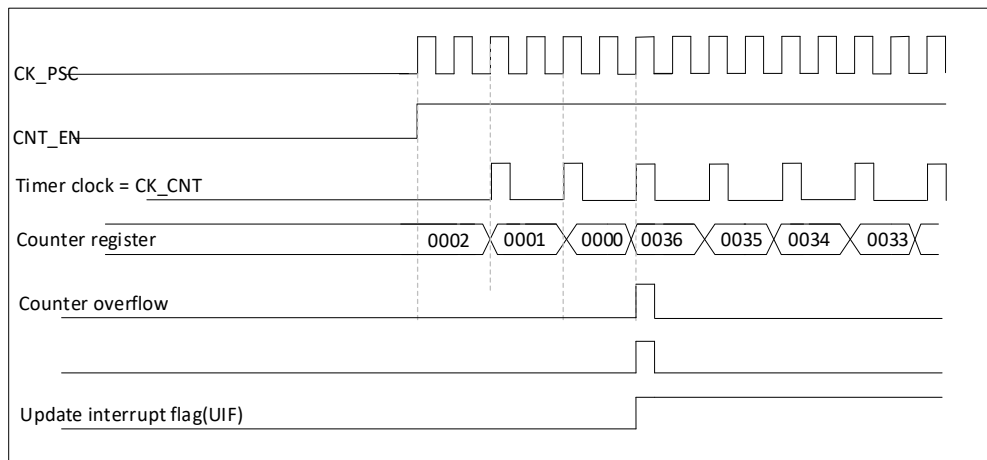 CK_PSC
CNT_EN
Timer clock = CK_CNT
Counter register 0002 0001 0000 0036 0035 0034 0033
Counter overflow
Update interrupt flag(UIF)